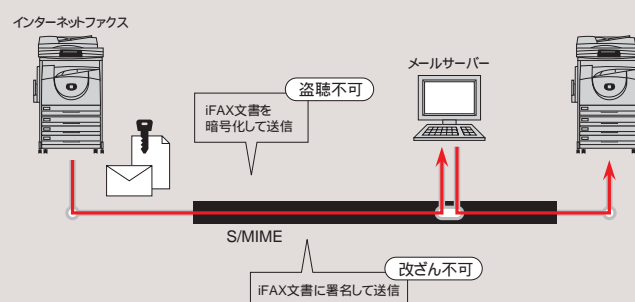 インターネットファクス
メールサーバー
盗聴不可
iFAX文書を
暗号化して送信
S/MIME
改ざん不可
iFAX文書に署名して送信